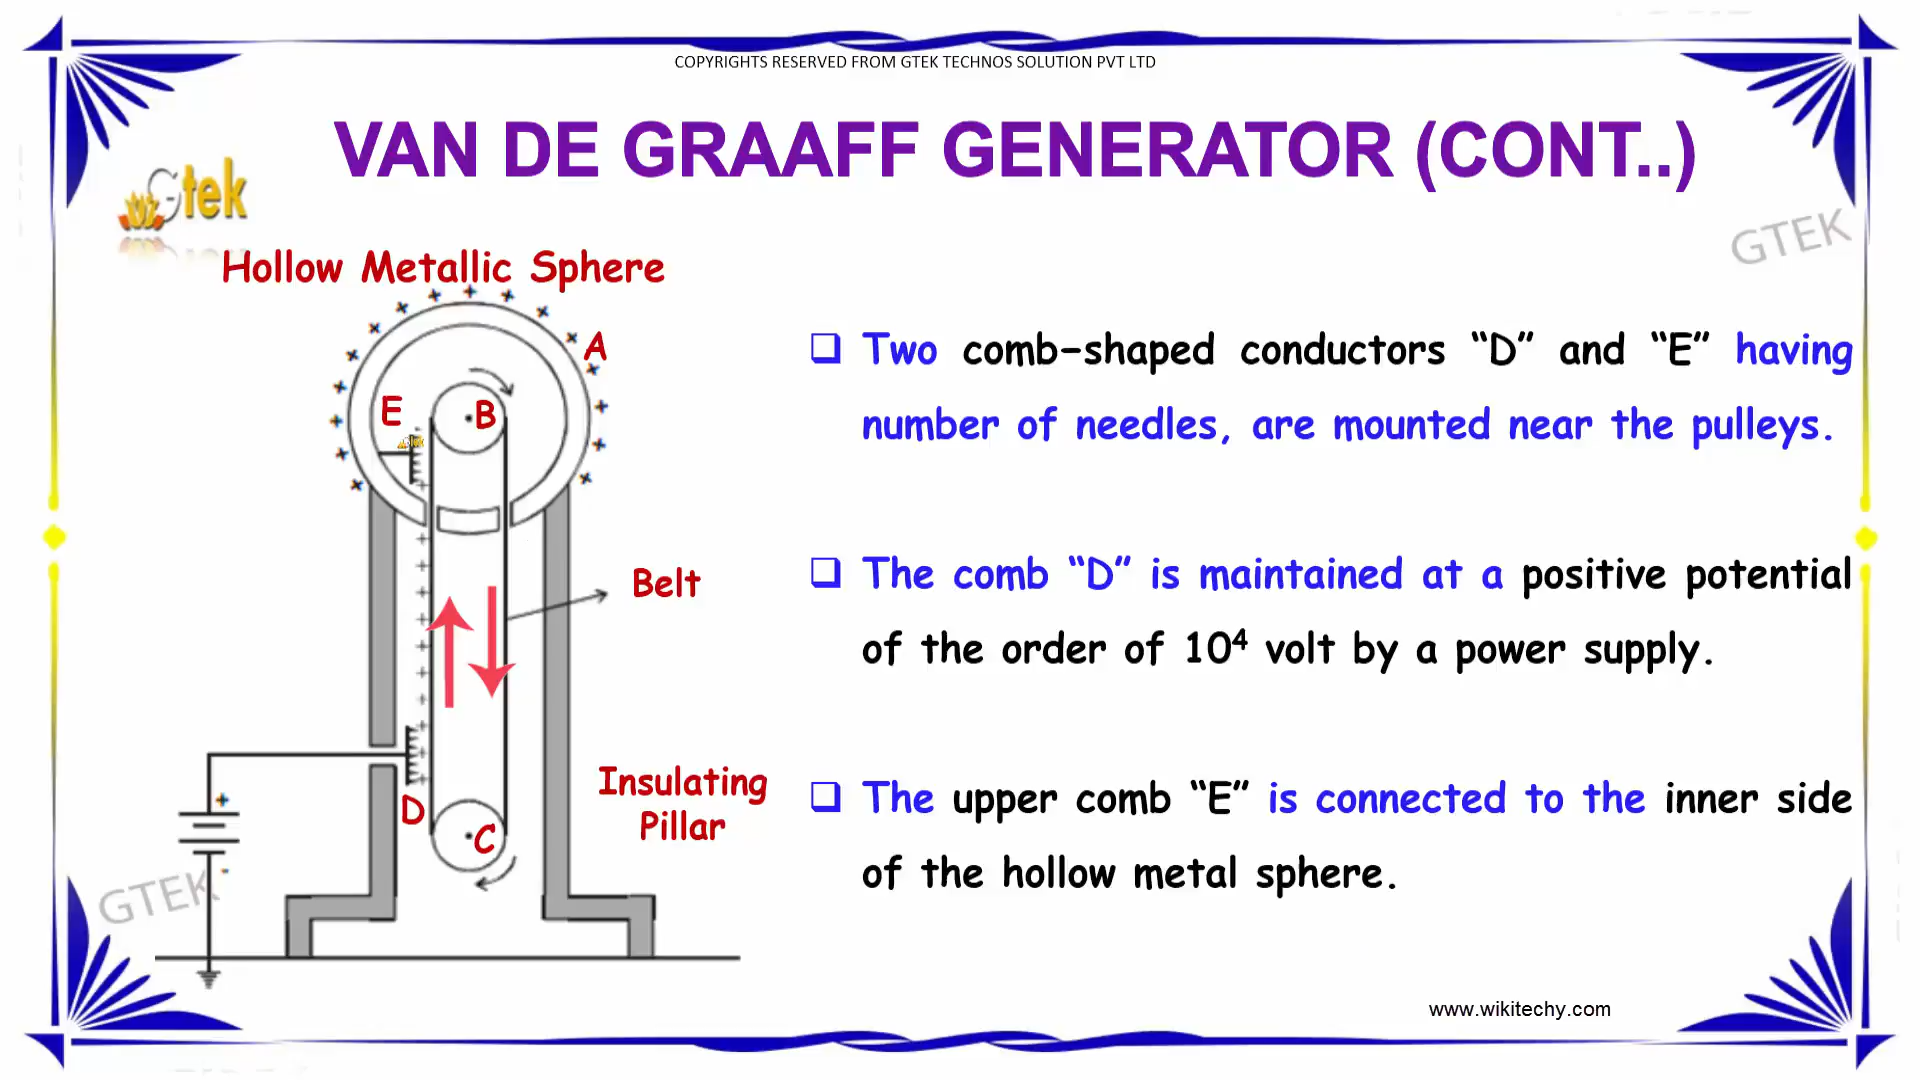 COPYRIGHTS RESERVED FROM GTEK TECHNOS SOLUTION PVT LTD
VAN DE GRAAFF GENERATOR (CONT..)
Gtek
GTEK
Hollow Metallic Sphere
A
E
B
Belt
Insulating
Pillar
D
C
+
-
GTEK
❑ Two comb–shaped conductors “D” and “E” having
number of needles, are mounted near the pulleys.
❑ The comb “D” is maintained at a positive potential
of the order of 10⁴ volt by a power supply.
❑ The upper comb “E” is connected to the inner side
of the hollow metal sphere.
www.wikitechy.com